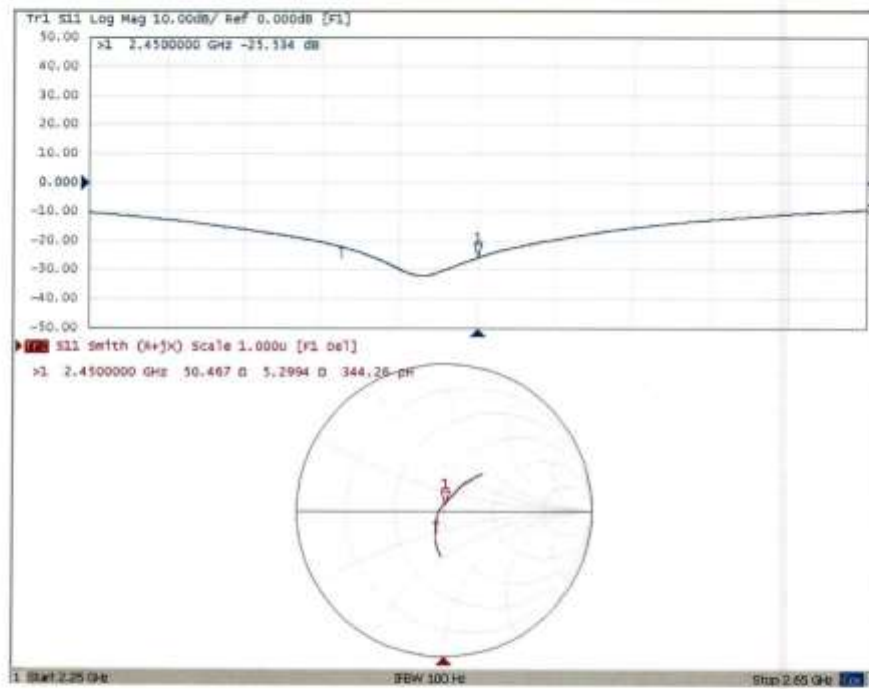 Tr1 S11 Log Mag 10.00dB/ Ref 0.000dB [F1]
50.00
>1 2.4500000 GHz -25.534 dB
40.00
30.00
20.00
10.00
0.000
-10.00
-20.00
1
-30.00
-40.00
-50.00
Tr2 S11 Smith (R+jX) Scale 1.000U [F1 Del]
>1 2.4500000 GHz 50.467 Ω 5.2994 Ω 344.26 pH
1
1 Start 2.25 GHz IFBW 100 Hz Stop 2.65 GHz